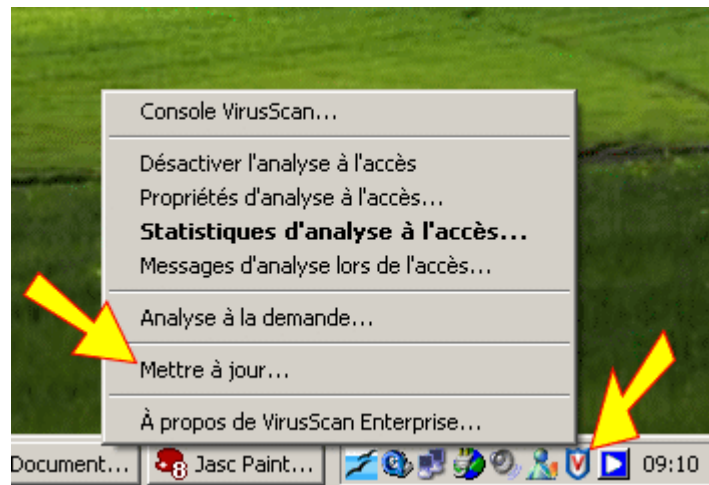 Console VirusScan...
Désactiver l'analyse à l'accès
Propriétés d'analyse à l'accès...
Statistiques d'analyse à l'accès...
Messages d'analyse lors de l'accès...
Analyse à la demande...
Mettre à jour...
À propos de VirusScan Enterprise...
Document... 8 Jasc Paint... V 09:10